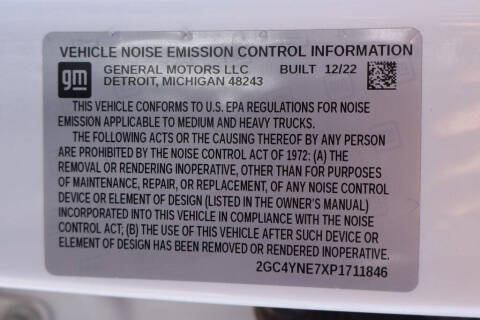 VEHICLE NOISE EMISSION CONTROL INFORMATION
gm GENERAL MOTORS LLC BUILT 12/22
DETROIT, MICHIGAN 48243
THIS VEHICLE CONFORMS TO U.S. EPA REGULATIONS FOR NOISE
EMISSION APPLICABLE TO MEDIUM AND HEAVY TRUCKS.
THE FOLLOWING ACTS OR THE CAUSING THEREOF BY ANY PERSON
ARE PROHIBITED BY THE NOISE CONTROL ACT OF 1972: (A) THE
REMOVAL OR RENDERING INOPERATIVE, OTHER THAN FOR PURPOSES
OF MAINTENANCE, REPAIR, OR REPLACEMENT, OF ANY NOISE CONTROL
DEVICE OR ELEMENT OF DESIGN (LISTED IN THE OWNER'S MANUAL)
INCORPORATED INTO THIS VEHICLE IN COMPLIANCE WITH THE NOISE
CONTROL ACT; (B) THE USE OF THIS VEHICLE AFTER SUCH DEVICE OR
ELEMENT OF DESIGN HAS BEEN REMOVED OR RENDERED INOPERATIVE.
2GC4YNE7XP1711846